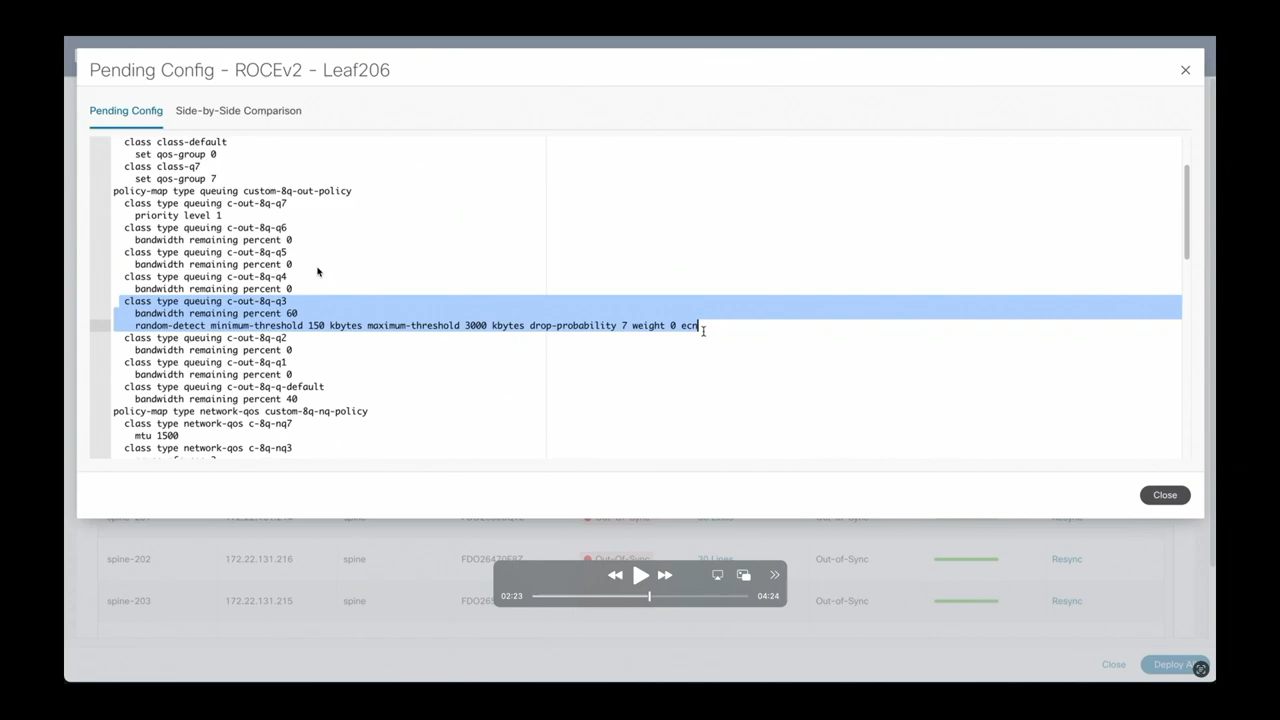 Pending Config - ROCEv2 - Leaf206
Pending Config Side-by-Side Comparison
class class-default
set qos-group 0
class class-q7
set qos-group 7
policy-map type queuing custom-8q-out-policy
class type queuing c-out-8q-q7
priority level 1
class type queuing c-out-8q-q6
bandwidth remaining percent 0
class type queuing c-out-8q-q5
bandwidth remaining percent 0
class type queuing c-out-8q-q4
bandwidth remaining percent 0
class type queuing c-out-8q-q3
bandwidth remaining percent 60
random-detect minimum-threshold 150 kbytes maximum-threshold 3000 kbytes drop-probability 7 weight 0 ecn
class type queuing c-out-8q-q2
bandwidth remaining percent 0
class type queuing c-out-8q-q1
bandwidth remaining percent 0
class type queuing c-out-8q-q-default
bandwidth remaining percent 40
policy-map type network-qos custom-8q-nq-policy
class type network-qos c-8q-nq7
mtu 1500
class type network-qos c-8q-nq3
Close
spine-202 172.22.131.216 spine Out-Of-Sync 30 Lines Out-of-Sync Resync
02:23 04:24
spine-203 172.22.131.215 spine Out-of-Sync Resync
Close Deploy